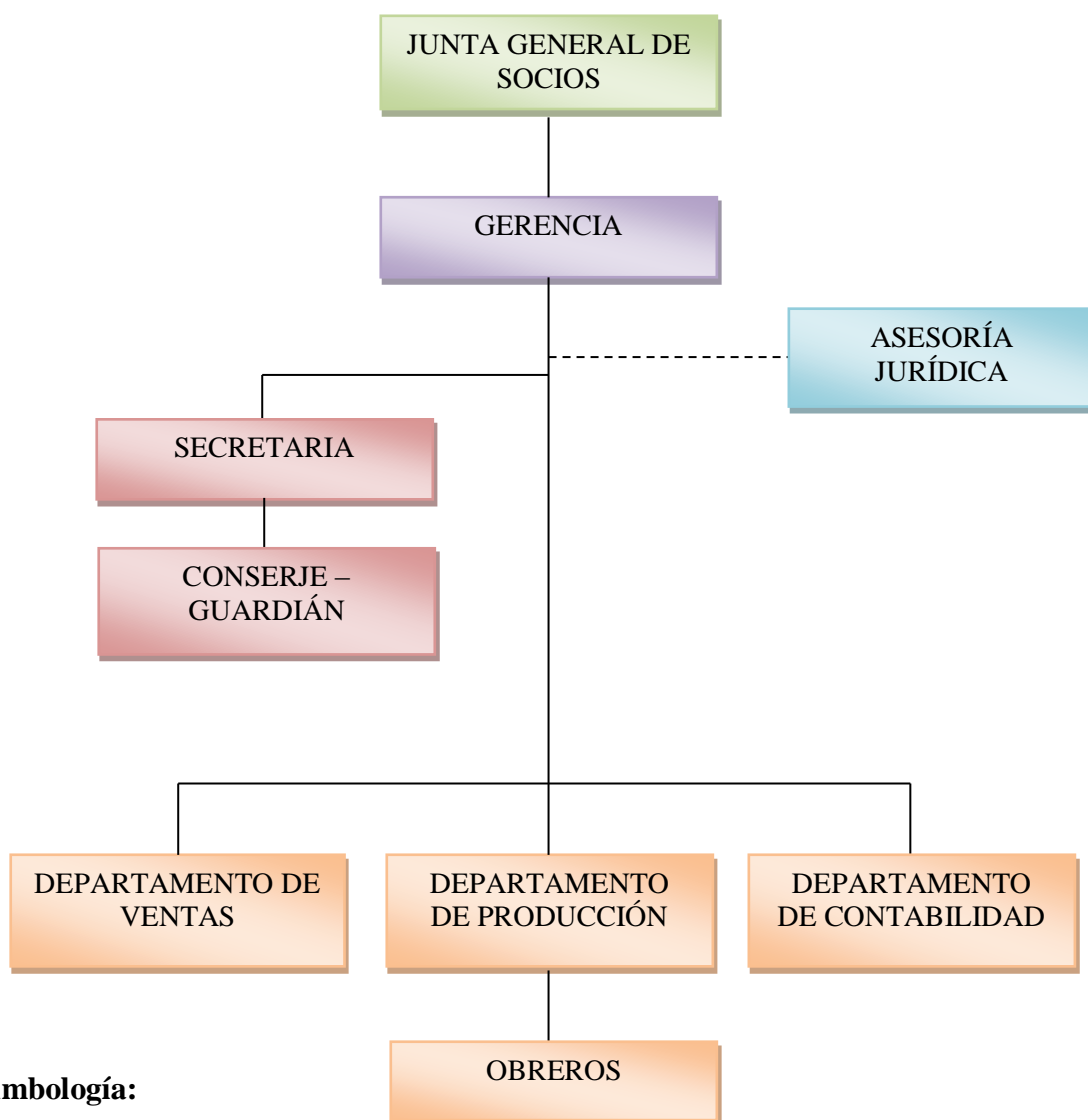 JUNTA GENERAL DE
SOCIOS
GERENCIA
ASESORÍA
JURÍDICA
SECRETARIA
CONSERJE –
GUARDIÁN
DEPARTAMENTO DE
VENTAS
DEPARTAMENTO
DE PRODUCCIÓN
DEPARTAMENTO
DE CONTABILIDAD
OBREROS
mbología: